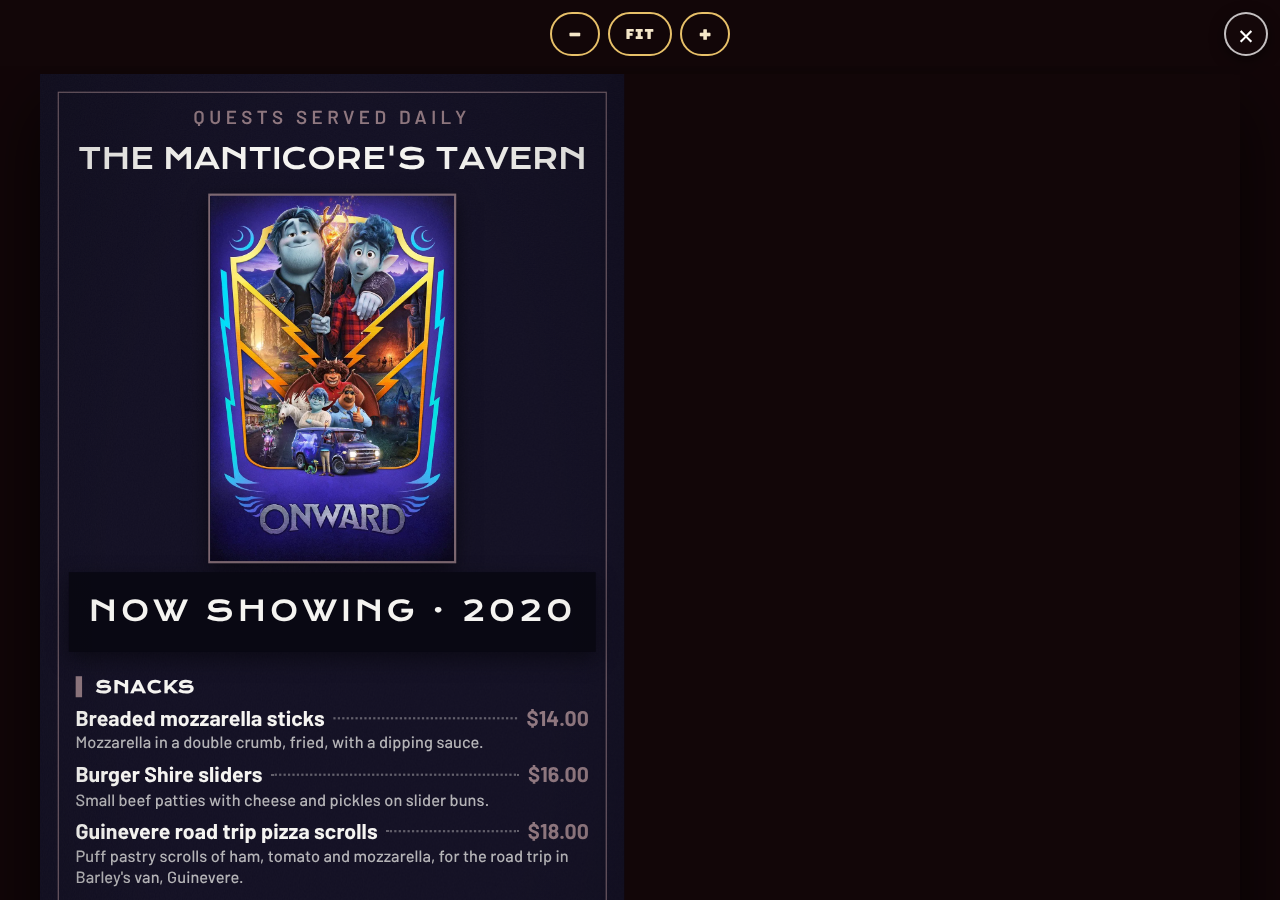 −
FIT
+
×
QUESTS SERVED DAILY
THE MANTICORE'S TAVERN
ONWARD
NOW SHOWING · 2020
SNACKS
Breaded mozzarella sticks $14.00
Mozzarella in a double crumb, fried, with a dipping sauce.
Burger Shire sliders $16.00
Small beef patties with cheese and pickles on slider buns.
Guinevere road trip pizza scrolls $18.00
Puff pastry scrolls of ham, tomato and mozzarella, for the road trip in
Barley's van, Guinevere.